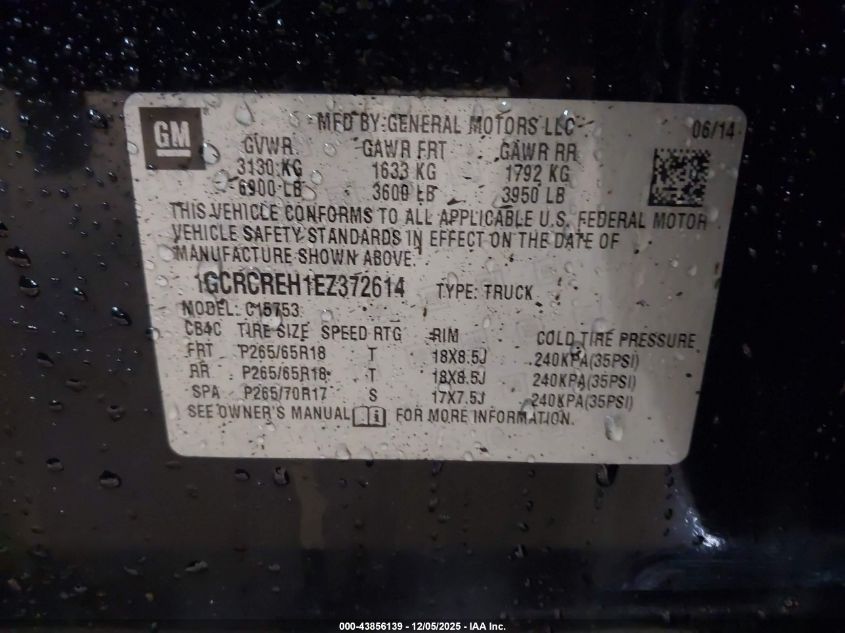 GM
MFD BY:GENERAL MOTORS LLC 06/14
GVWR GAWR FRT GAWR RR
3130 KG 1633 KG 1792 KG
6900 LB 3600 LB 3950 LB
THIS VEHICLE CONFORMS TO ALL APPLICABLE U.S. FEDERAL MOTOR
VEHICLE SAFETY STANDARDS IN EFFECT ON THE DATE OF
MANUFACTURE SHOWN ABOVE.
1GCRCREH1EZ372614 TYPE: TRUCK
MODEL: C15753
CB4C TIRE SIZE SPEED RTG RIM COLD TIRE PRESSURE
FRT P265/65R18 T 18X8.5J 240KPA(35PSI)
RR P265/65R18 T 18X8.5J 240KPA(35PSI)
SPA P265/70R17 S 17X7.5J 240KPA(35PSI)
SEE OWNER'S MANUAL FOR MORE INFORMATION.
000-43856139 - 12/05/2025 - IAA Inc.